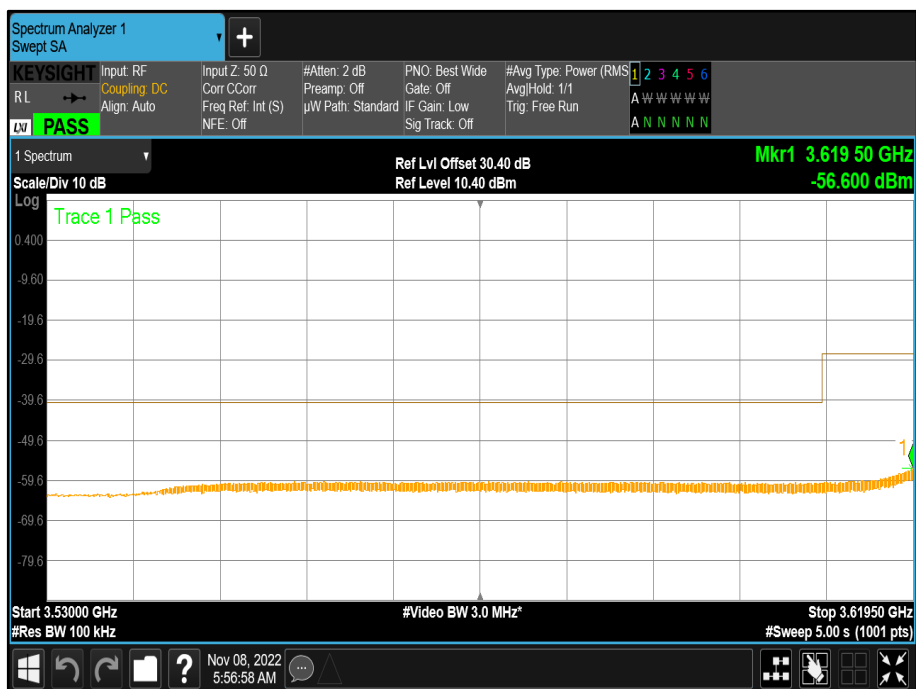 Spectrum Analyzer 1
Swept SA
+
KEYSIGHT
RL
LXI PASS
Input: RF
Coupling: DC
Align: Auto
Input Z: 50 Ω
Corr CCorr
Freq Ref: Int (S)
NFE: Off
#Atten: 2 dB
Preamp: Off
µW Path: Standard
PNO: Best Wide
Gate: Off
IF Gain: Low
Sig Track: Off
#Avg Type: Power (RMS
Avg|Hold: 1/1
Trig: Free Run
1 2 3 4 5 6
A W W W W W
A N N N N N
1 Spectrum
Scale/Div 10 dB
Ref Lvl Offset 30.40 dB
Ref Level 10.40 dBm
Mkr1 3.619 50 GHz
-56.600 dBm
Log
Trace 1 Pass
0.400
-9.60
-19.6
-29.6
-39.6
-49.6
1
-59.6
-69.6
-79.6
Start 3.53000 GHz
#Res BW 100 kHz
#Video BW 3.0 MHz*
Stop 3.61950 GHz
#Sweep 5.00 s (1001 pts)
?
Nov 08, 2022
5:56:58 AM